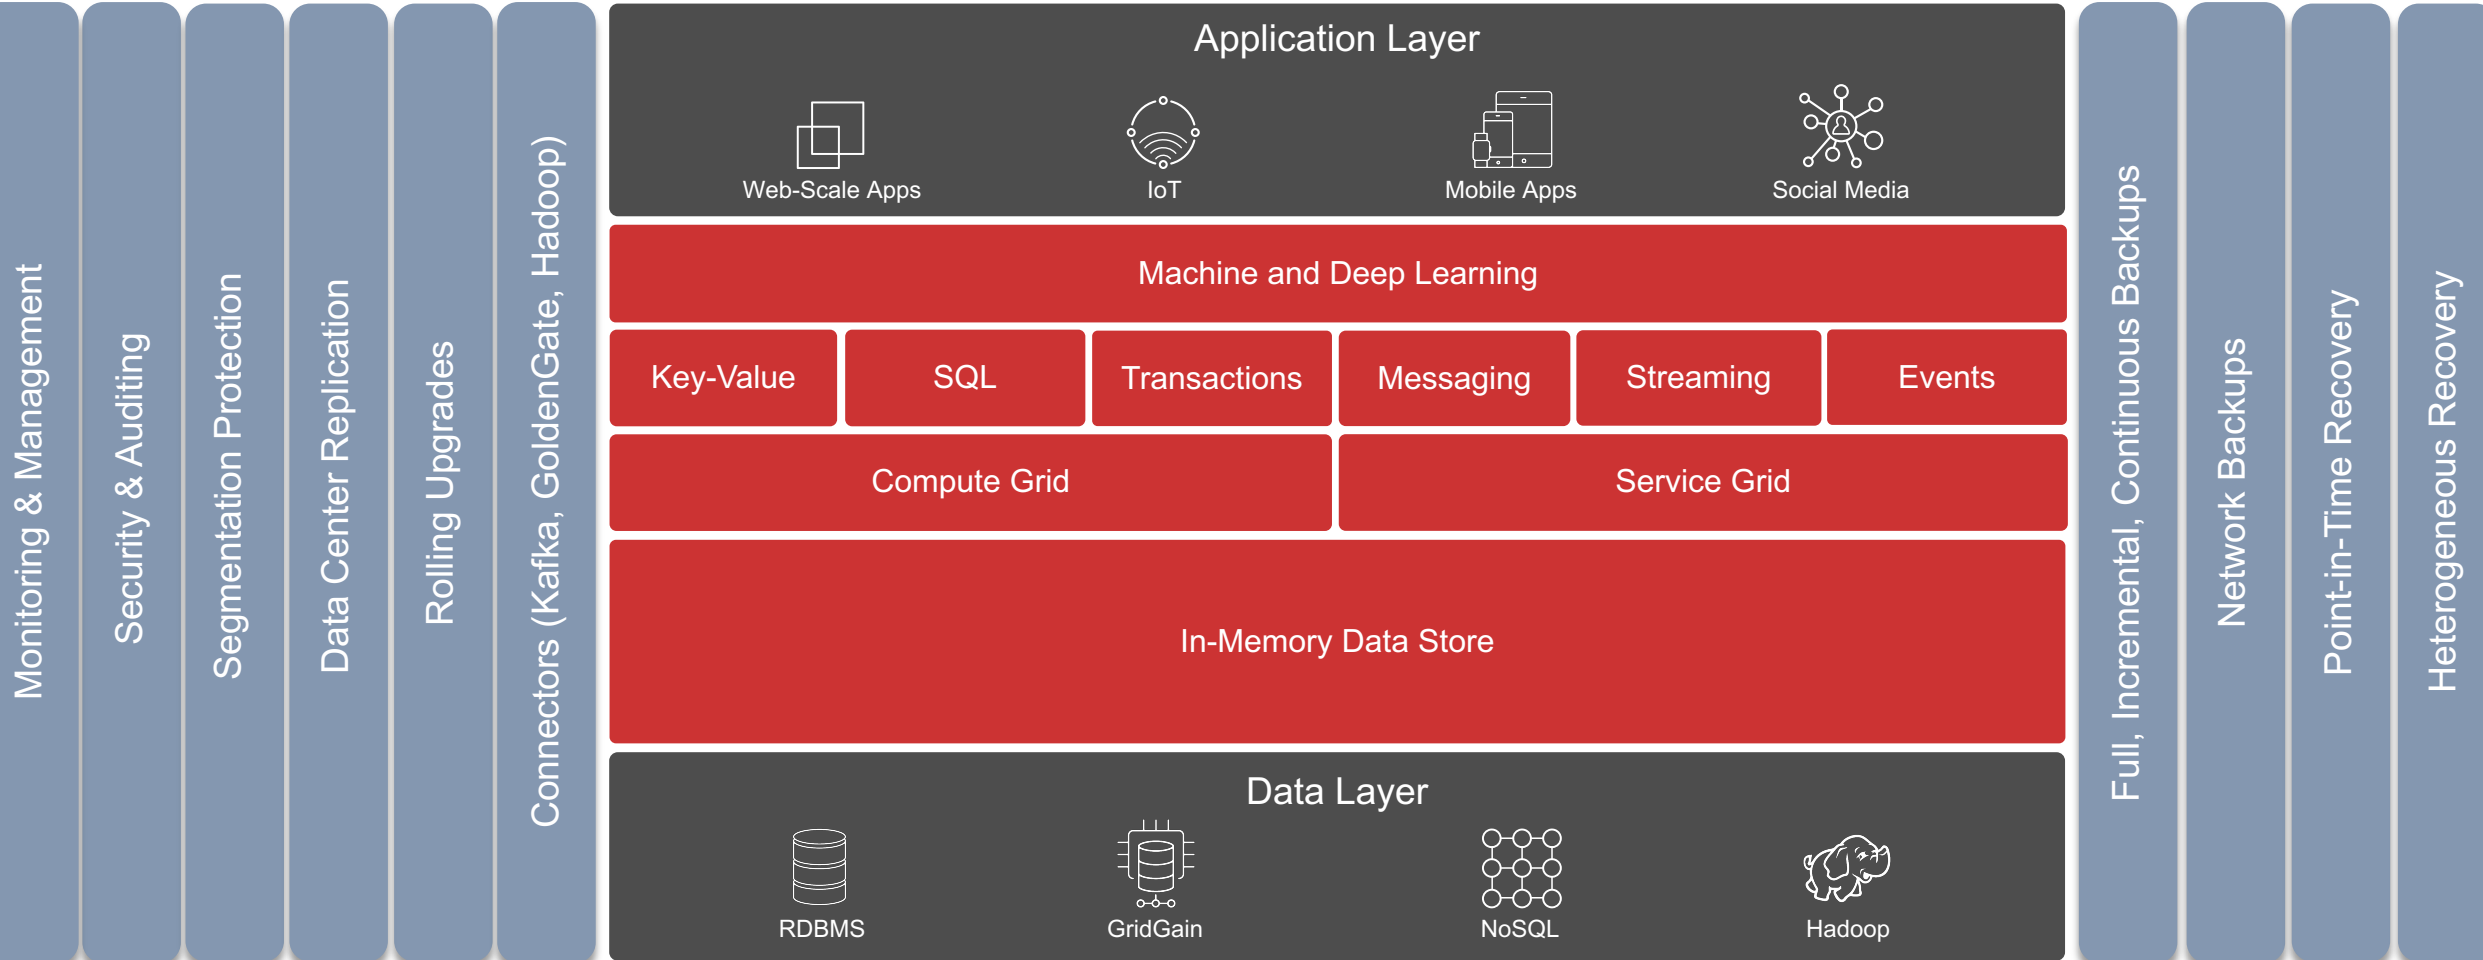 Monitoring & Management
Security & Auditing
Segmentation Protection
Data Center Replication
Rolling Upgrades
Connectors (Kafka, GoldenGate, Hadoop)
Application Layer
Web-Scale Apps
IoT
Mobile Apps
Social Media
Machine and Deep Learning
Key-Value
SQL
Transactions
Messaging
Streaming
Events
Compute Grid
Service Grid
In-Memory Data Store
Data Layer
RDBMS
GridGain
NoSQL
Hadoop
Full, Incremental, Continuous Backups
Network Backups
Point-in-Time Recovery
Heterogeneous Recovery